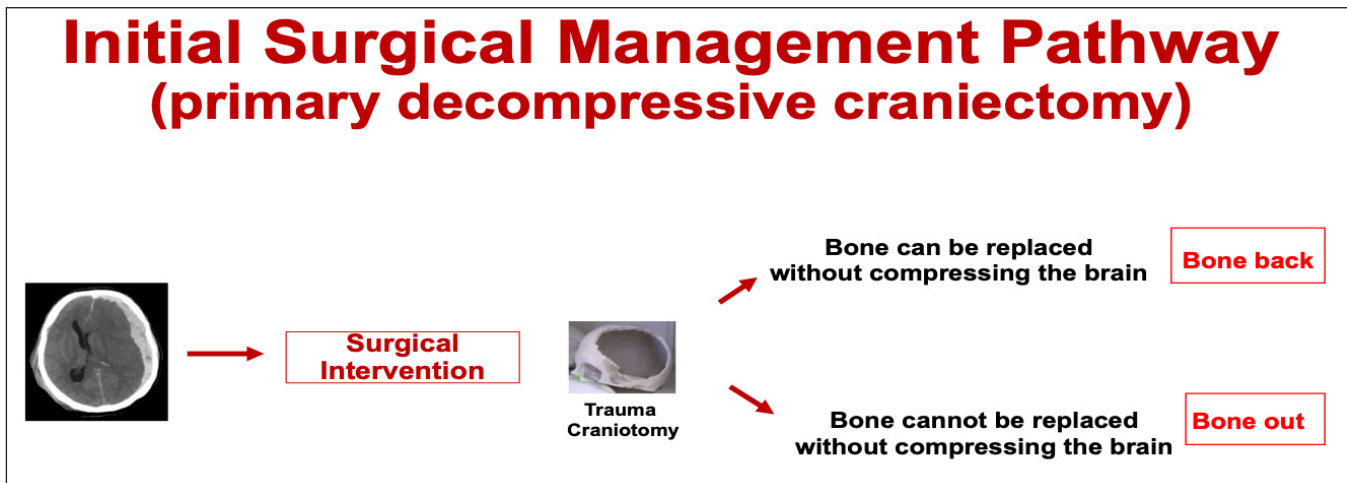 Initial Surgical Management Pathway
(primary decompressive craniectomy)
Bone can be replaced
without compressing the brain
Bone back
Surgical
Intervention
Trauma
Craniotomy
Bone cannot be replaced
without compressing the brain
Bone out